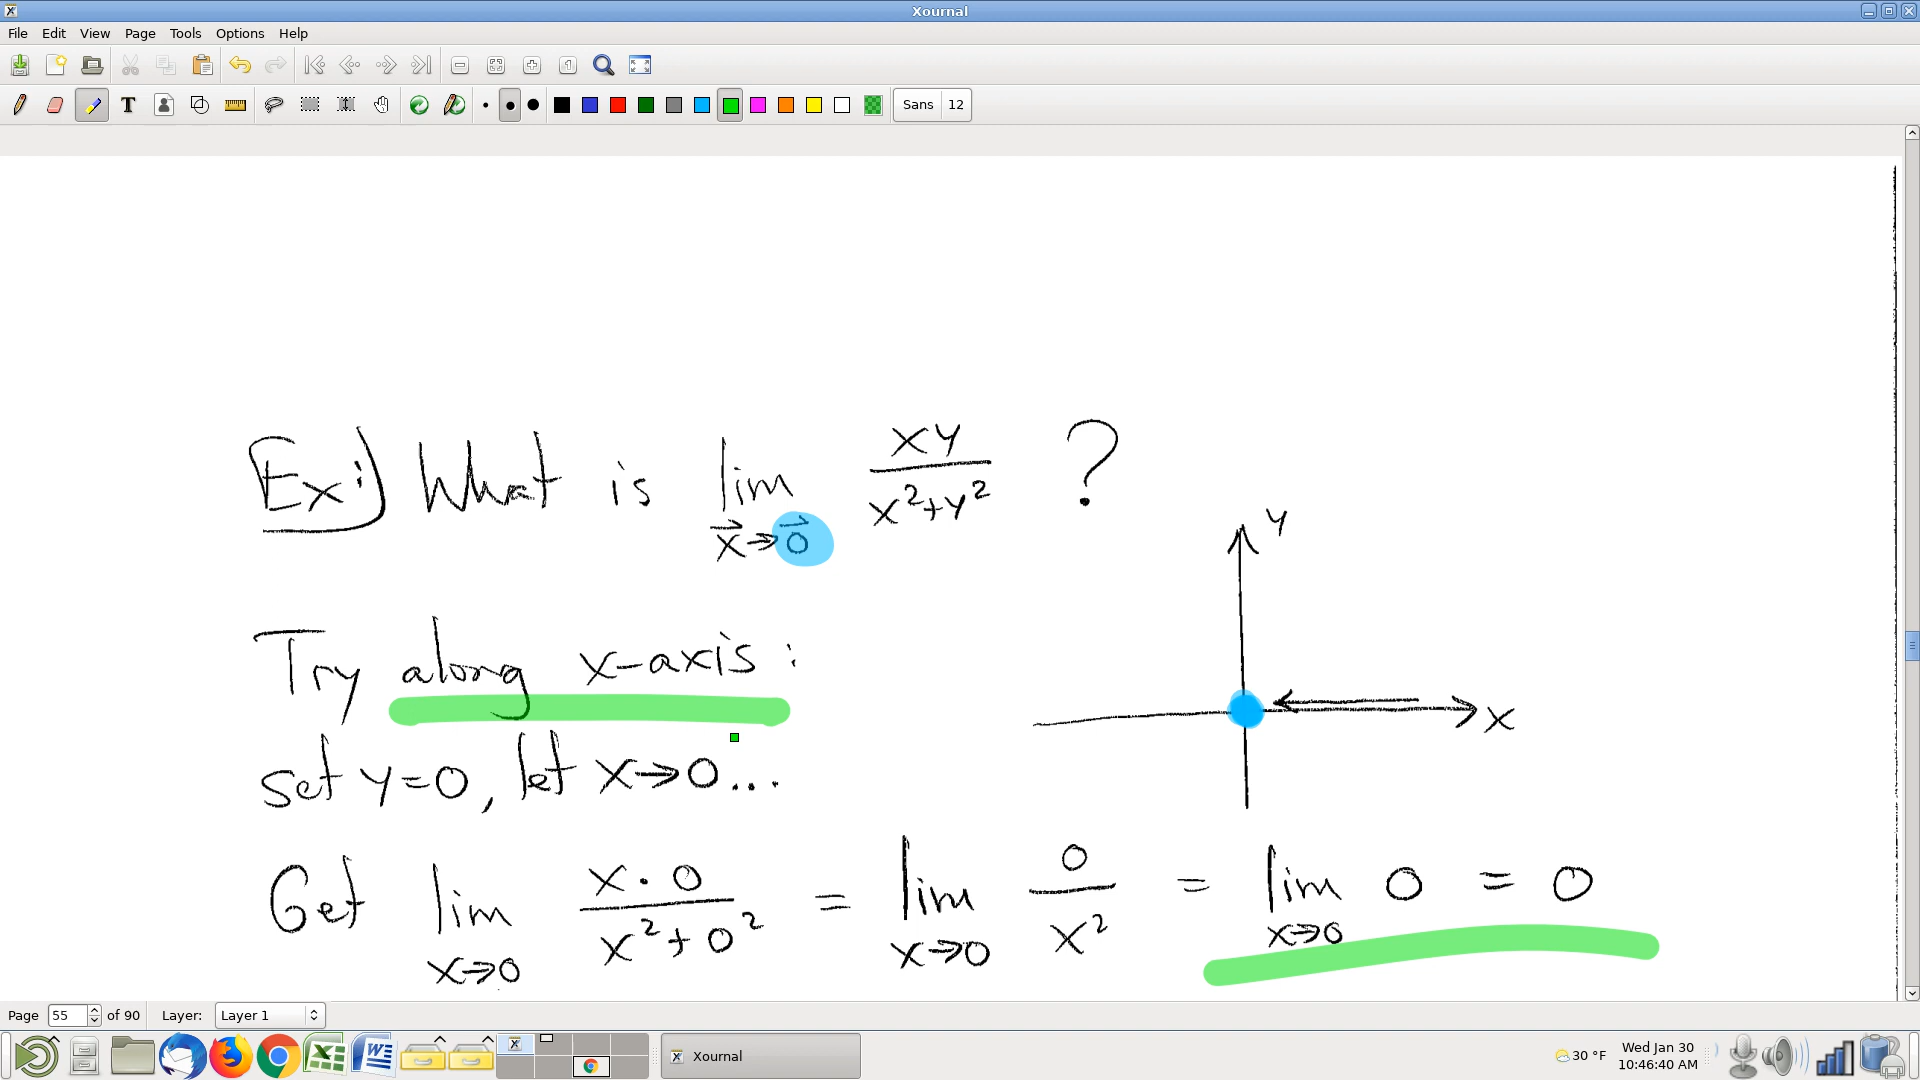 Xournal
File Edit View Page Tools Options Help
Sans 12
Ex:) What is lim x⃗→0⃗ xy/(x²+y²) ?
y
Try along x-axis:
x
set y=0, let x→0...
Get lim x→0 (x·0)/(x²+0²) = lim x→0 0/x² = lim x→0 0 = 0
Page 55 of 90 Layer: Layer 1
Xournal
30 °F
Wed Jan 30
10:46:40 AM